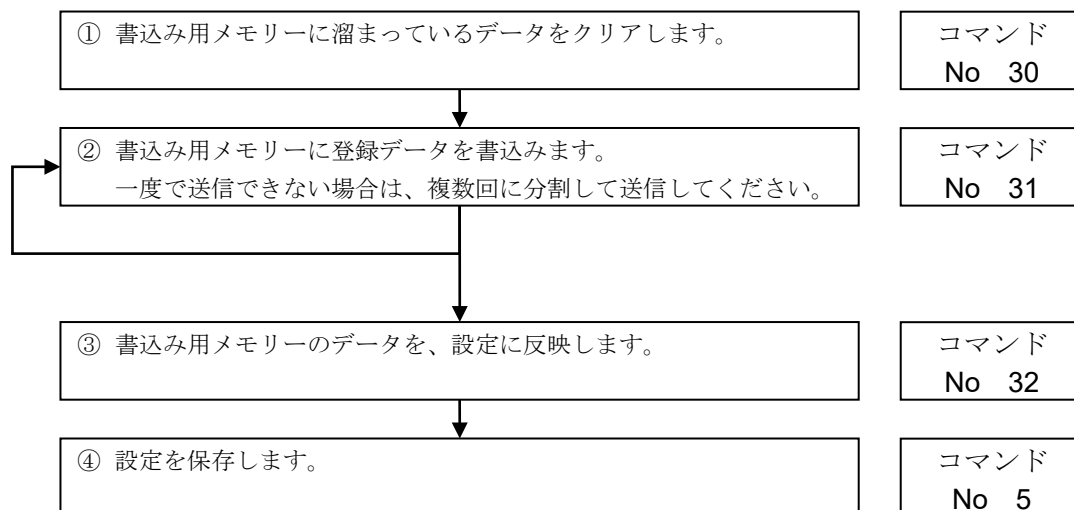 ① 書込み用メモリーに溜まっているデータをクリアします。
コマンド
No 30
② 書込み用メモリーに登録データを書込みます。
一度で送信できない場合は、複数回に分割して送信してください。
コマンド
No 31
③ 書込み用メモリーのデータを、設定に反映します。
コマンド
No 32
④ 設定を保存します。
コマンド
No 5